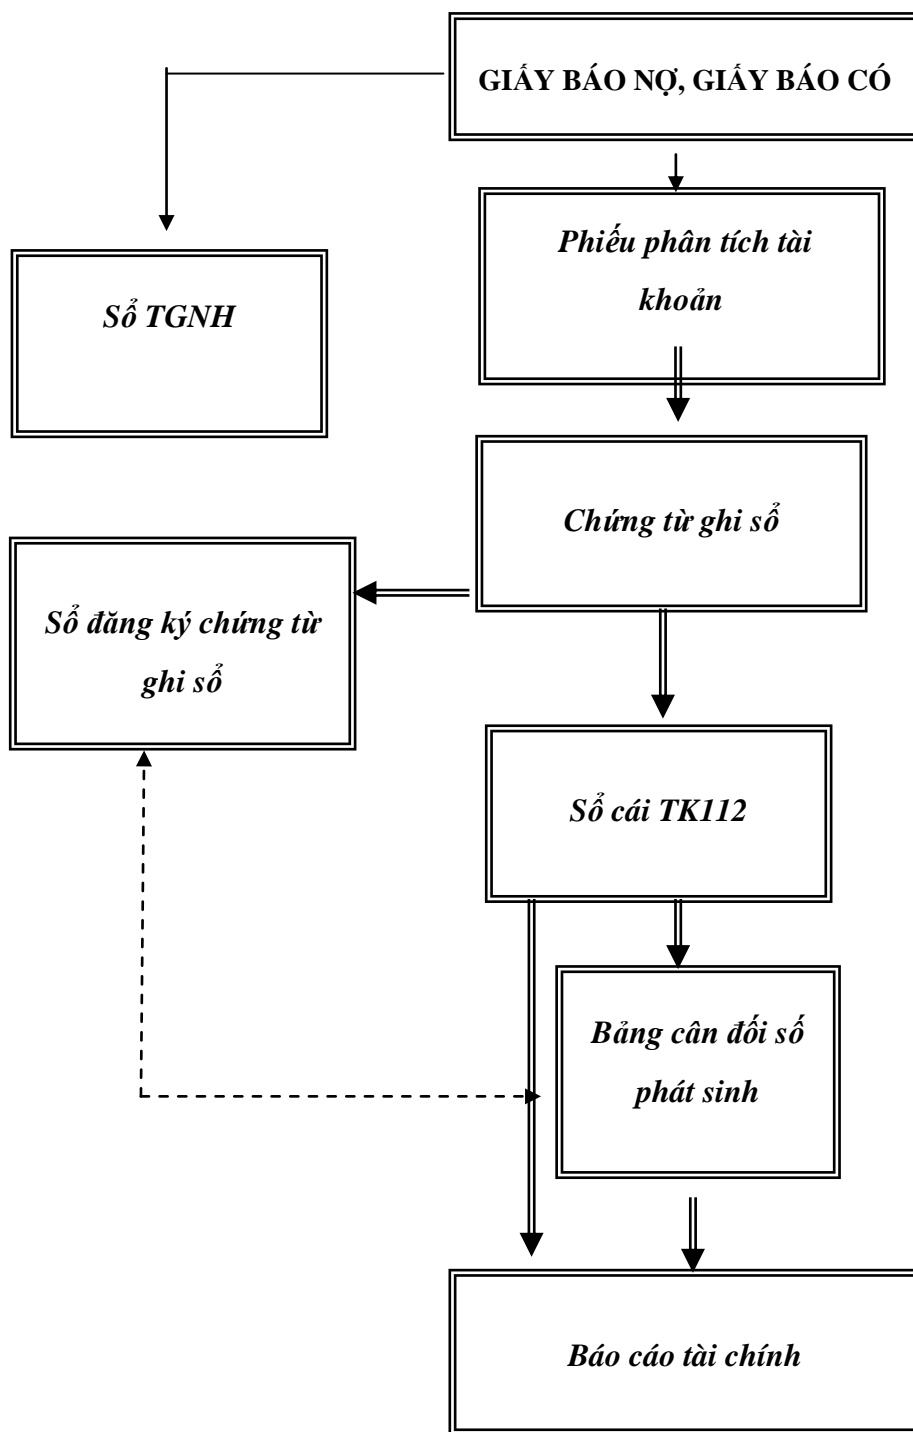 GIẤY BÁO NỢ, GIẤY BÁO CÓ
Phiếu phân tích tài
khoản
Sổ TGNH
Chứng từ ghi sổ
Sổ đăng ký chứng từ
ghi sổ
Sổ cái TK112
Bảng cân đối số
phát sinh
Báo cáo tài chính